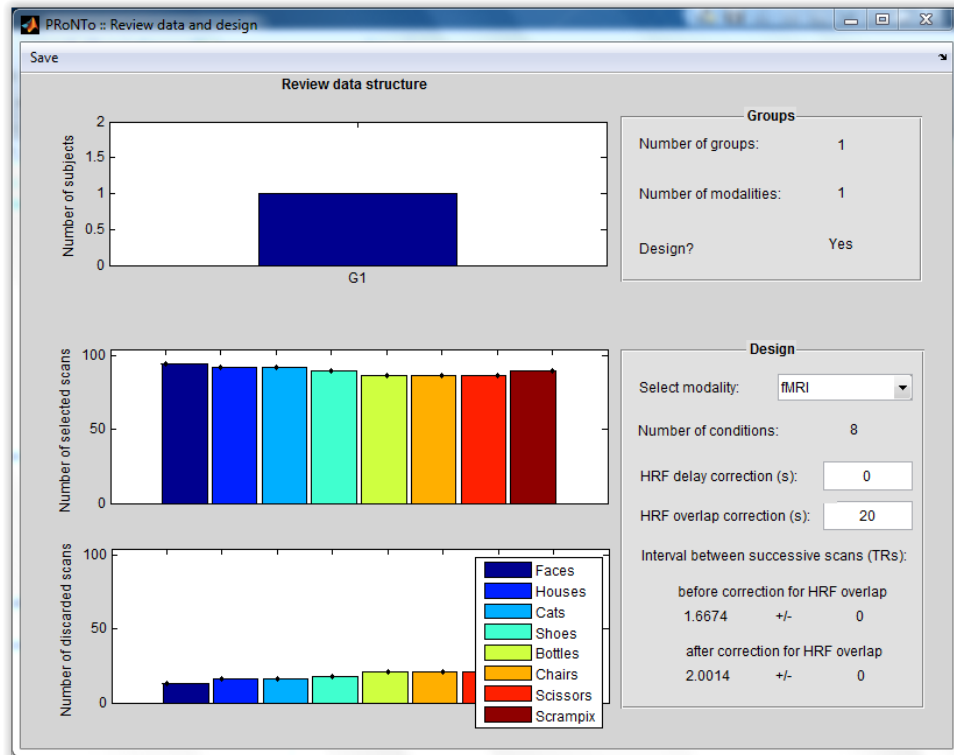 PRoNTo :: Review data and design
Save
Review data structure
Number of subjects
2
1.5
1
0.5
0
G1
Groups
Number of groups: 1
Number of modalities: 1
Design? Yes
Number of selected scans
100
50
0
Design
Select modality: fMRI
Number of conditions: 8
HRF delay correction (s): 0
HRF overlap correction (s): 20
Interval between successive scans (TRs):
before correction for HRF overlap
1.6674 +/- 0
after correction for HRF overlap
2.0014 +/- 0
Number of discarded scans
100
50
0
Faces
Houses
Cats
Shoes
Bottles
Chairs
Scissors
Scrampix